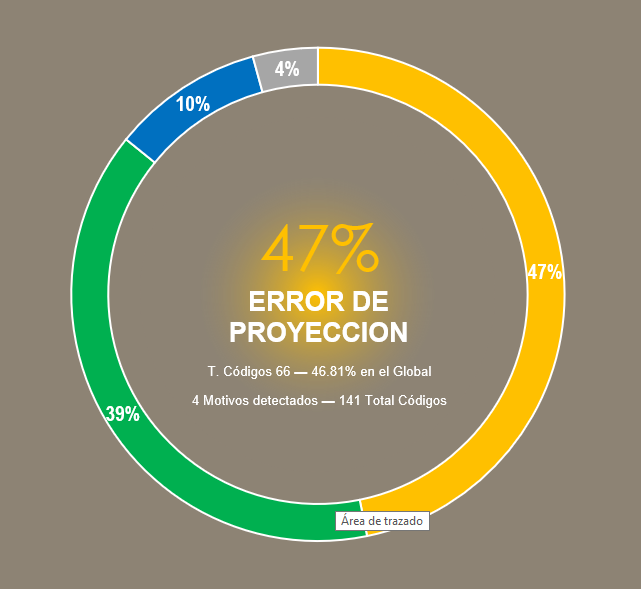 4%
10%
47%
47%
ERROR DE
PROYECCION
T. Códigos 66 — 46.81% en el Global
4 Motivos detectados — 141 Total Códigos
39%
Área de trazado